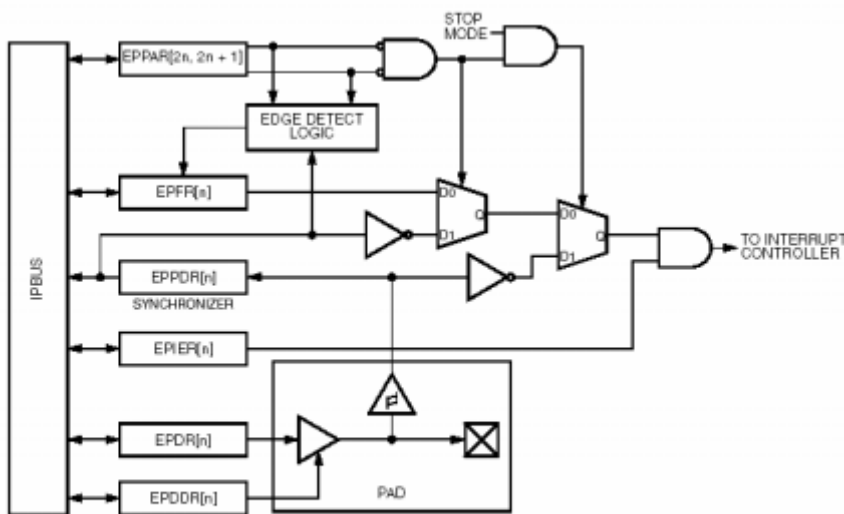 STOP
MODE
EPPAR[2n, 2n + 1]
EDGE DETECT
LOGIC
EPFR[n]
D0
Q
D1
D0
Q
D1
TO INTERRUPT
CONTROLLER
IPBUS
EPPDR[n]
SYNCHRONIZER
EPIER[n]
EPDR[n]
PAD
EPDDR[n]